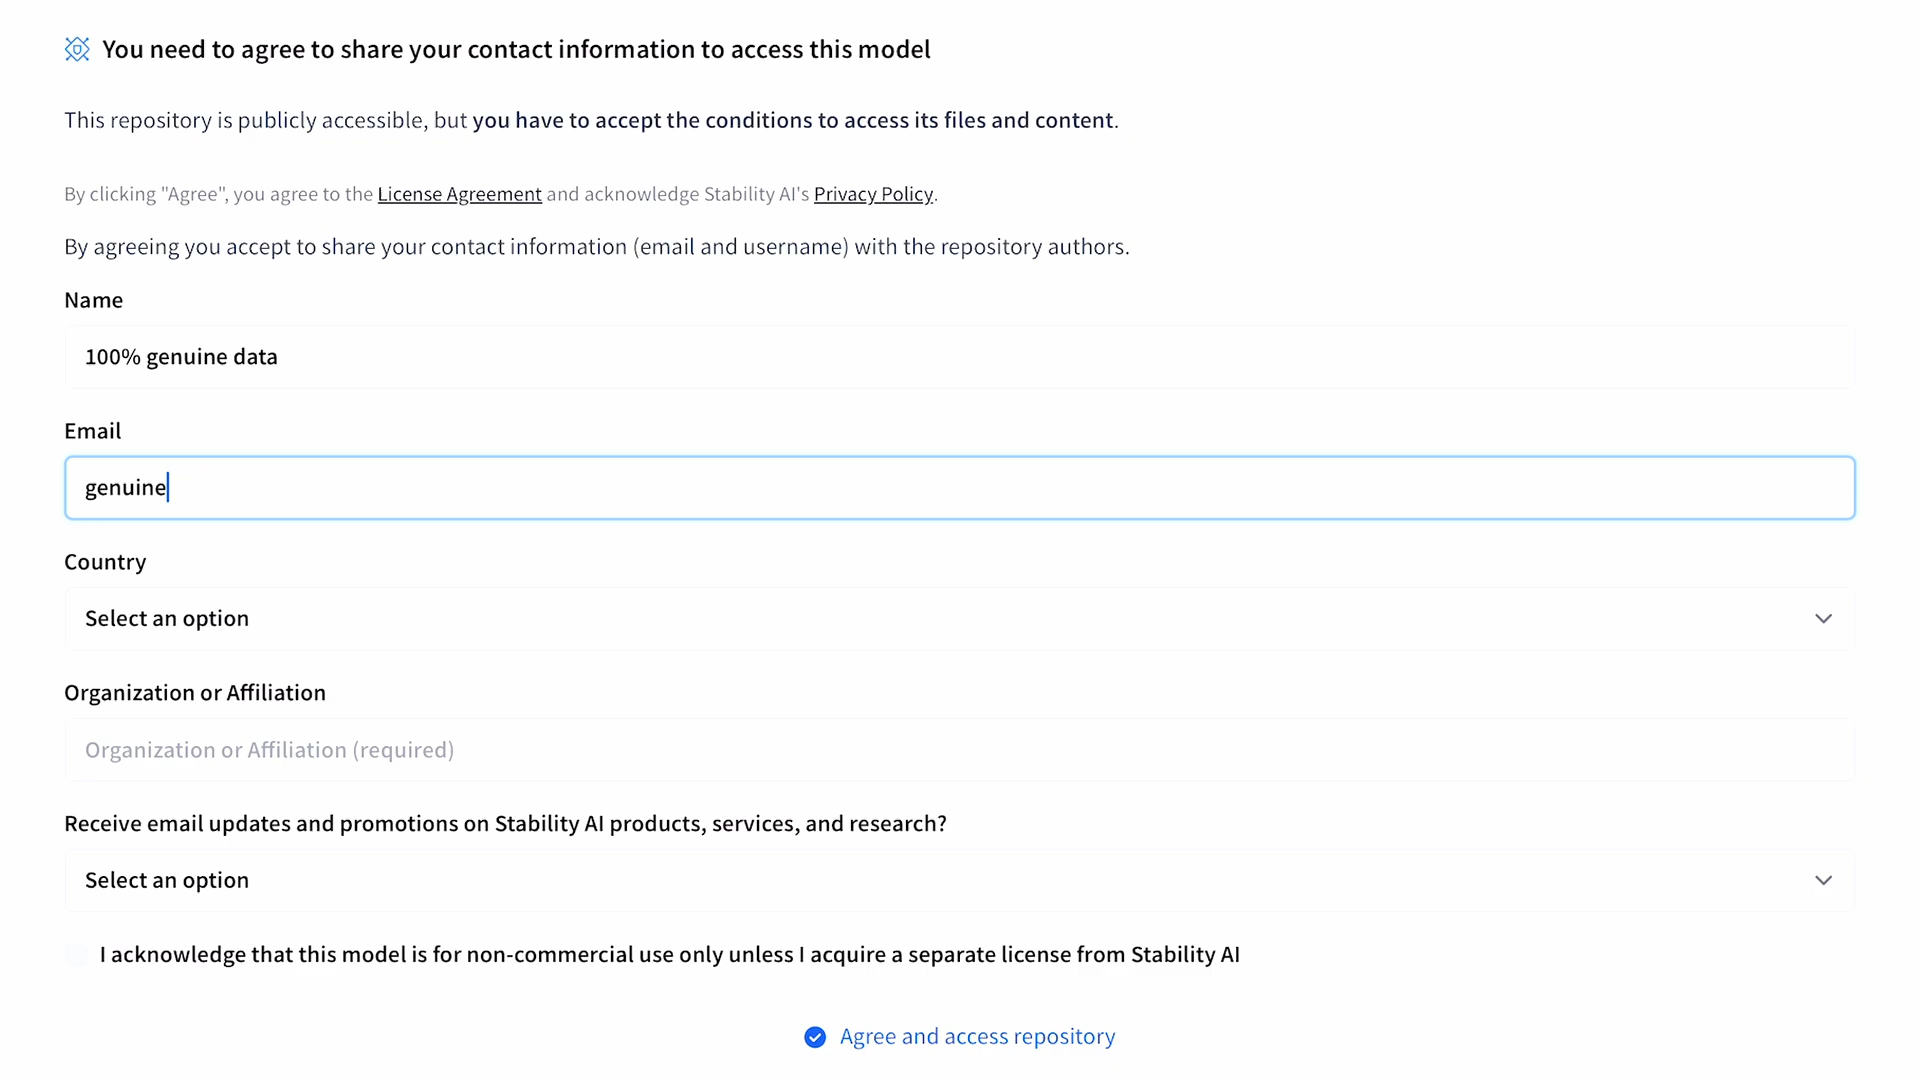 You need to agree to share your contact information to access this model
This repository is publicly accessible, but you have to accept the conditions to access its files and content.
By clicking "Agree", you agree to the License Agreement and acknowledge Stability AI's Privacy Policy.
By agreeing you accept to share your contact information (email and username) with the repository authors.
Name
100% genuine data
Email
genuine
Country
Select an option
Organization or Affiliation
Organization or Affiliation (required)
Receive email updates and promotions on Stability AI products, services, and research?
Select an option
I acknowledge that this model is for non-commercial use only unless I acquire a separate license from Stability AI
Agree and access repository